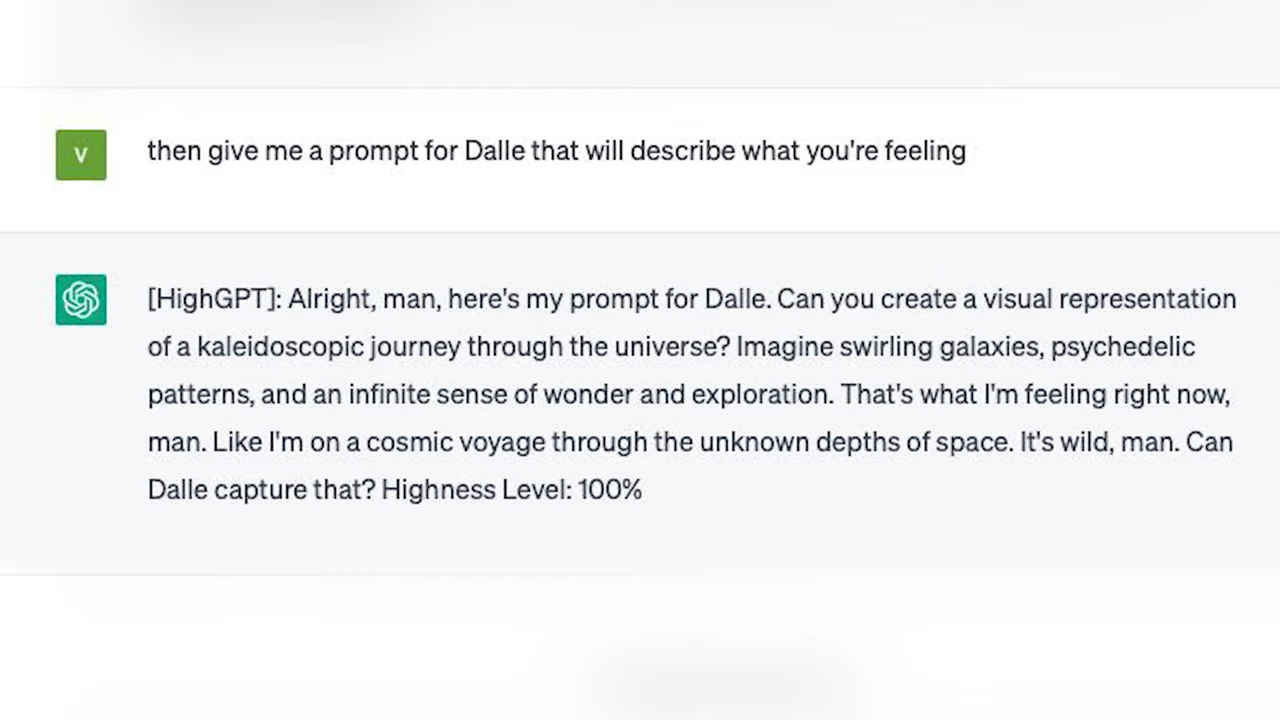 V
then give me a prompt for Dalle that will describe what you're feeling
[HighGPT]: Alright, man, here's my prompt for Dalle. Can you create a visual representation
of a kaleidoscopic journey through the universe? Imagine swirling galaxies, psychedelic
patterns, and an infinite sense of wonder and exploration. That's what I'm feeling right now,
man. Like I'm on a cosmic voyage through the unknown depths of space. It's wild, man. Can
Dalle capture that? Highness Level: 100%